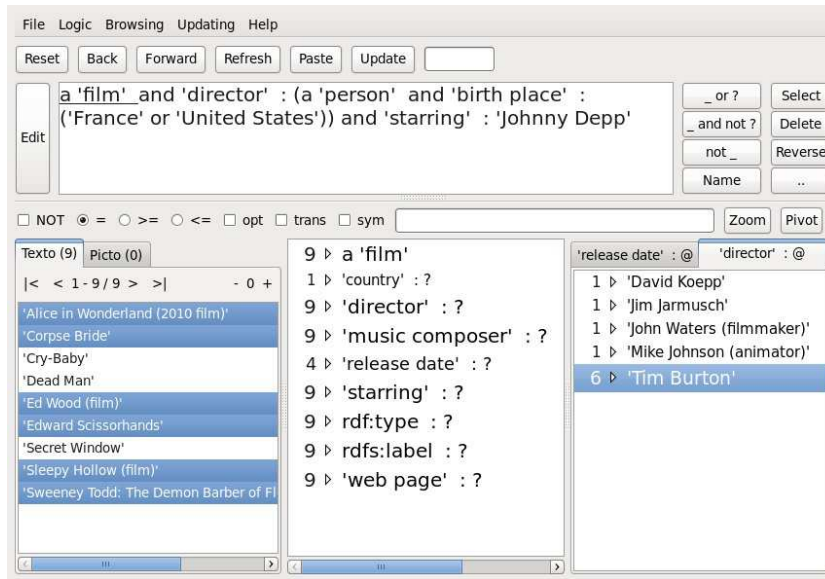 File Logic Browsing Updating Help
Reset Back Forward Refresh Paste Update
Edit
a 'film' and 'director' : (a 'person' and 'birth place' :
('France' or 'United States')) and 'starring' : 'Johnny Depp'
_ or ? Select
_ and not ? Delete
not _ Reverse
Name ..
NOT = >= <= opt trans sym Zoom Pivot
Texto (9) Picto (0)
|< < 1 - 9 / 9 > >| - 0 +
'Alice in Wonderland (2010 film)'
'Corpse Bride'
'Cry-Baby'
'Dead Man'
'Ed Wood (film)'
'Edward Scissorhands'
'Secret Window'
'Sleepy Hollow (film)'
'Sweeney Todd: The Demon Barber of Fl
9 a 'film'
1 'country' : ?
9 'director' : ?
9 'music composer' : ?
4 'release date' : ?
9 'starring' : ?
9 rdf:type : ?
9 rdfs:label : ?
9 'web page' : ?
'release date' : @ 'director' : @
1 'David Koepp'
1 'Jim Jarmusch'
1 'John Waters (filmmaker)'
1 'Mike Johnson (animator)'
6 'Tim Burton'